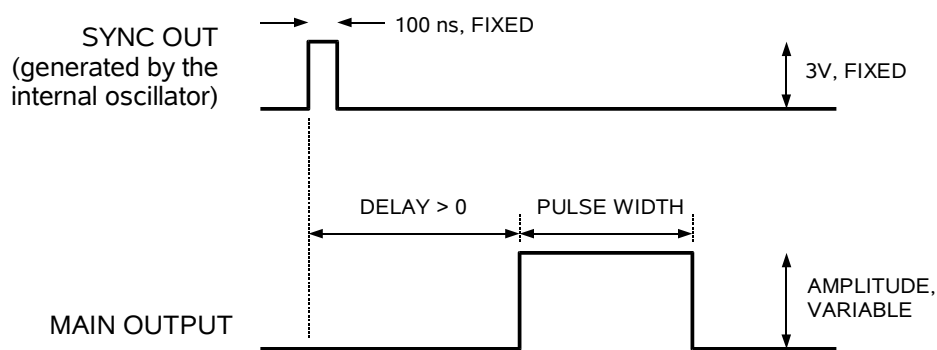 100 ns, FIXED
SYNC OUT
(generated by the
internal oscillator)
3V, FIXED
DELAY > 0
PULSE WIDTH
AMPLITUDE,
VARIABLE
MAIN OUTPUT